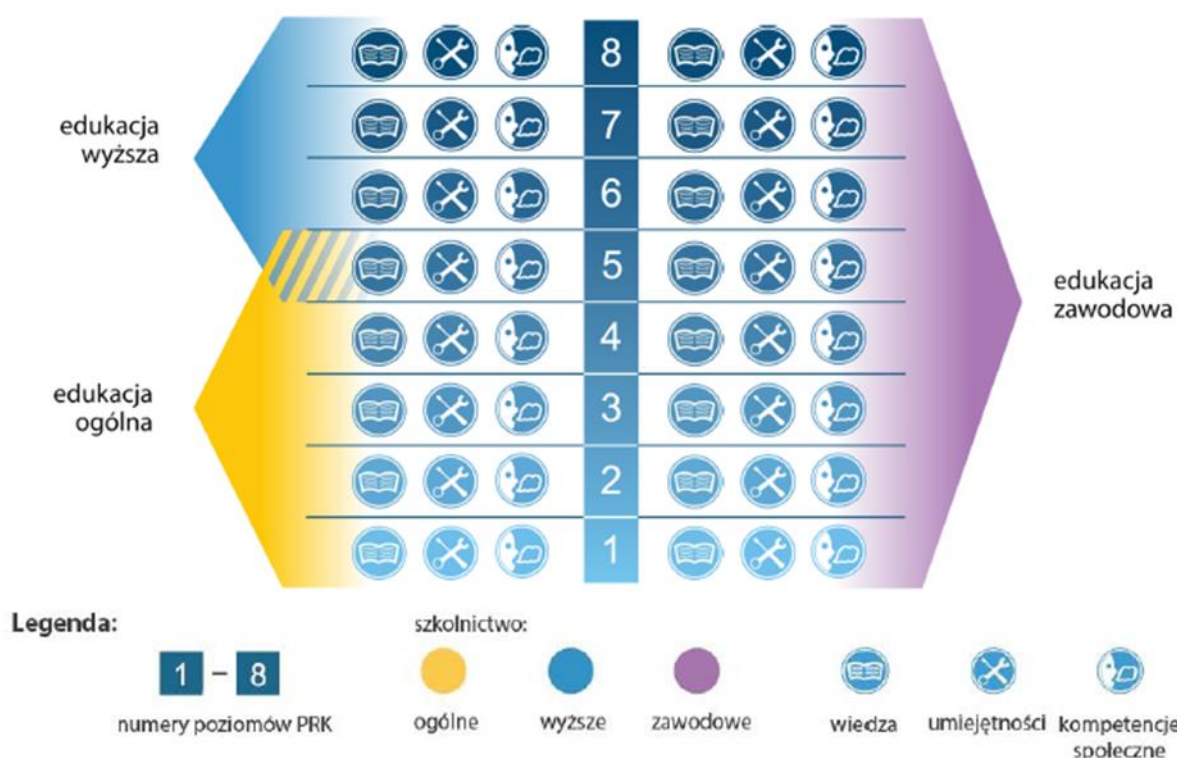 8
7
edukacja
wyższa
6
5
edukacja
zawodowa
4
edukacja
ogólna
3
2
1
Legenda:
szkolnictwo:
1 – 8
numery poziomów PRK
ogólne
wyższe
zawodowe
wiedza
umiejętności
kompetencje
społeczne